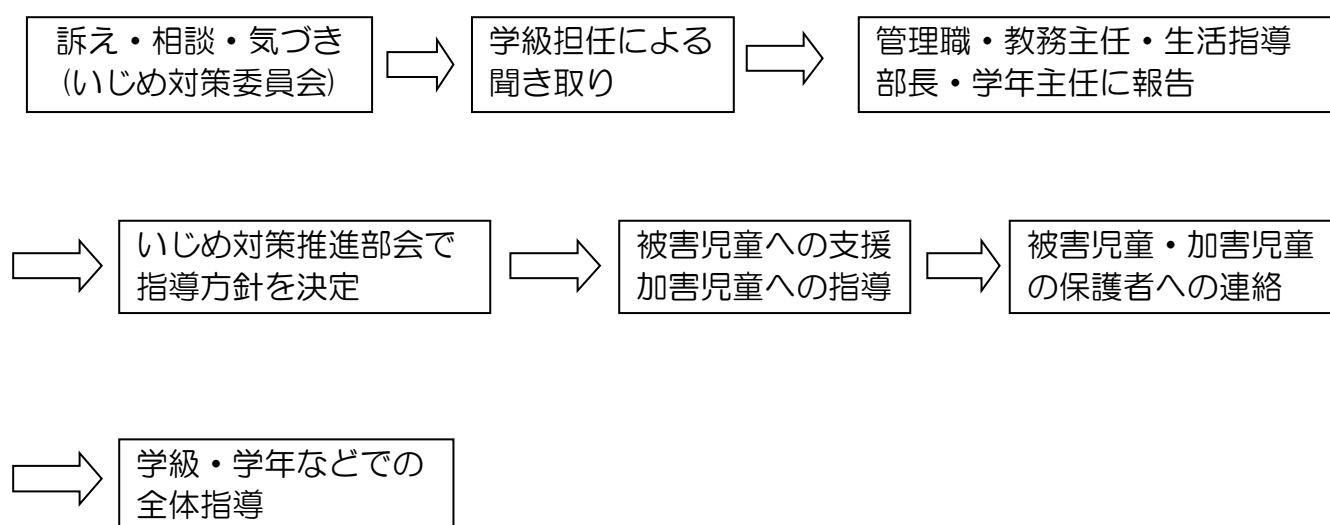 訴え・相談・気づき
(いじめ対策委員会)
学級担任による
聞き取り
管理職・教務主任・生活指導
部長・学年主任に報告
いじめ対策推進部会で
指導方針を決定
被害児童への支援
加害児童への指導
被害児童・加害児童
の保護者への連絡
学級・学年などでの
全体指導